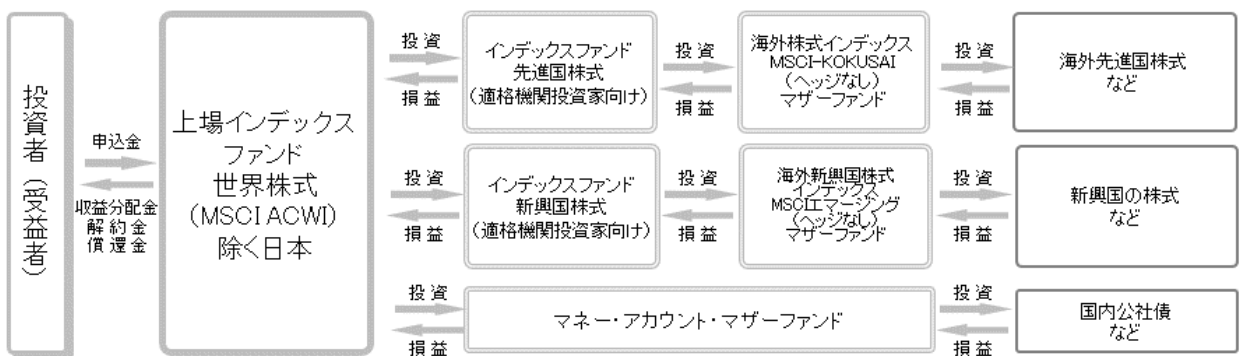 投資者（受益者）
申込金
収益分配金
解約金
償還金
上場インデックス
ファンド
世界株式
(MSCI ACWI)
除く日本
投資
損益
インデックスファンド
先進国株式
(適格機関投資家向け)
投資
損益
海外株式インデックス
MSCI-KOKUSAI
(ヘッジなし)
マザーファンド
投資
損益
海外先進国株式
など
投資
損益
インデックスファンド
新興国株式
(適格機関投資家向け)
投資
損益
海外新興国株式
インデックス
MSCIエマージング
(ヘッジなし)
マザーファンド
投資
損益
新興国の株式
など
投資
損益
マネー・アカウント・マザーファンド
投資
損益
国内公社債
など